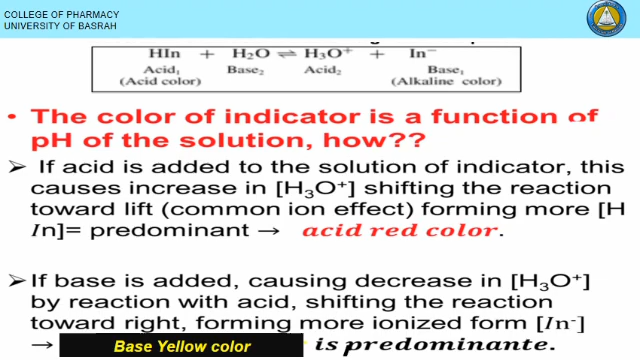 COLLEGE OF PHARMACY
UNIVERSITY OF BASRAH
HIn + H₂O ⇌ H₃O⁺ + In⁻
Acid₁ Base₂ Acid₂ Base₁
(Acid color) (Alkaline color)
• The color of indicator is a function of
pH of the solution, how??
➢ If acid is added to the solution of indicator, this
causes increase in [H₃O⁺] shifting the reaction
toward lift (common ion effect) forming more [H
In]= predominant → acid red color.
➢ If base is added, causing decrease in [H₃O⁺]
by reaction with acid, shifting the reaction
toward right, forming more ionized form [In⁻]
→ Base Yellow color is predominante.